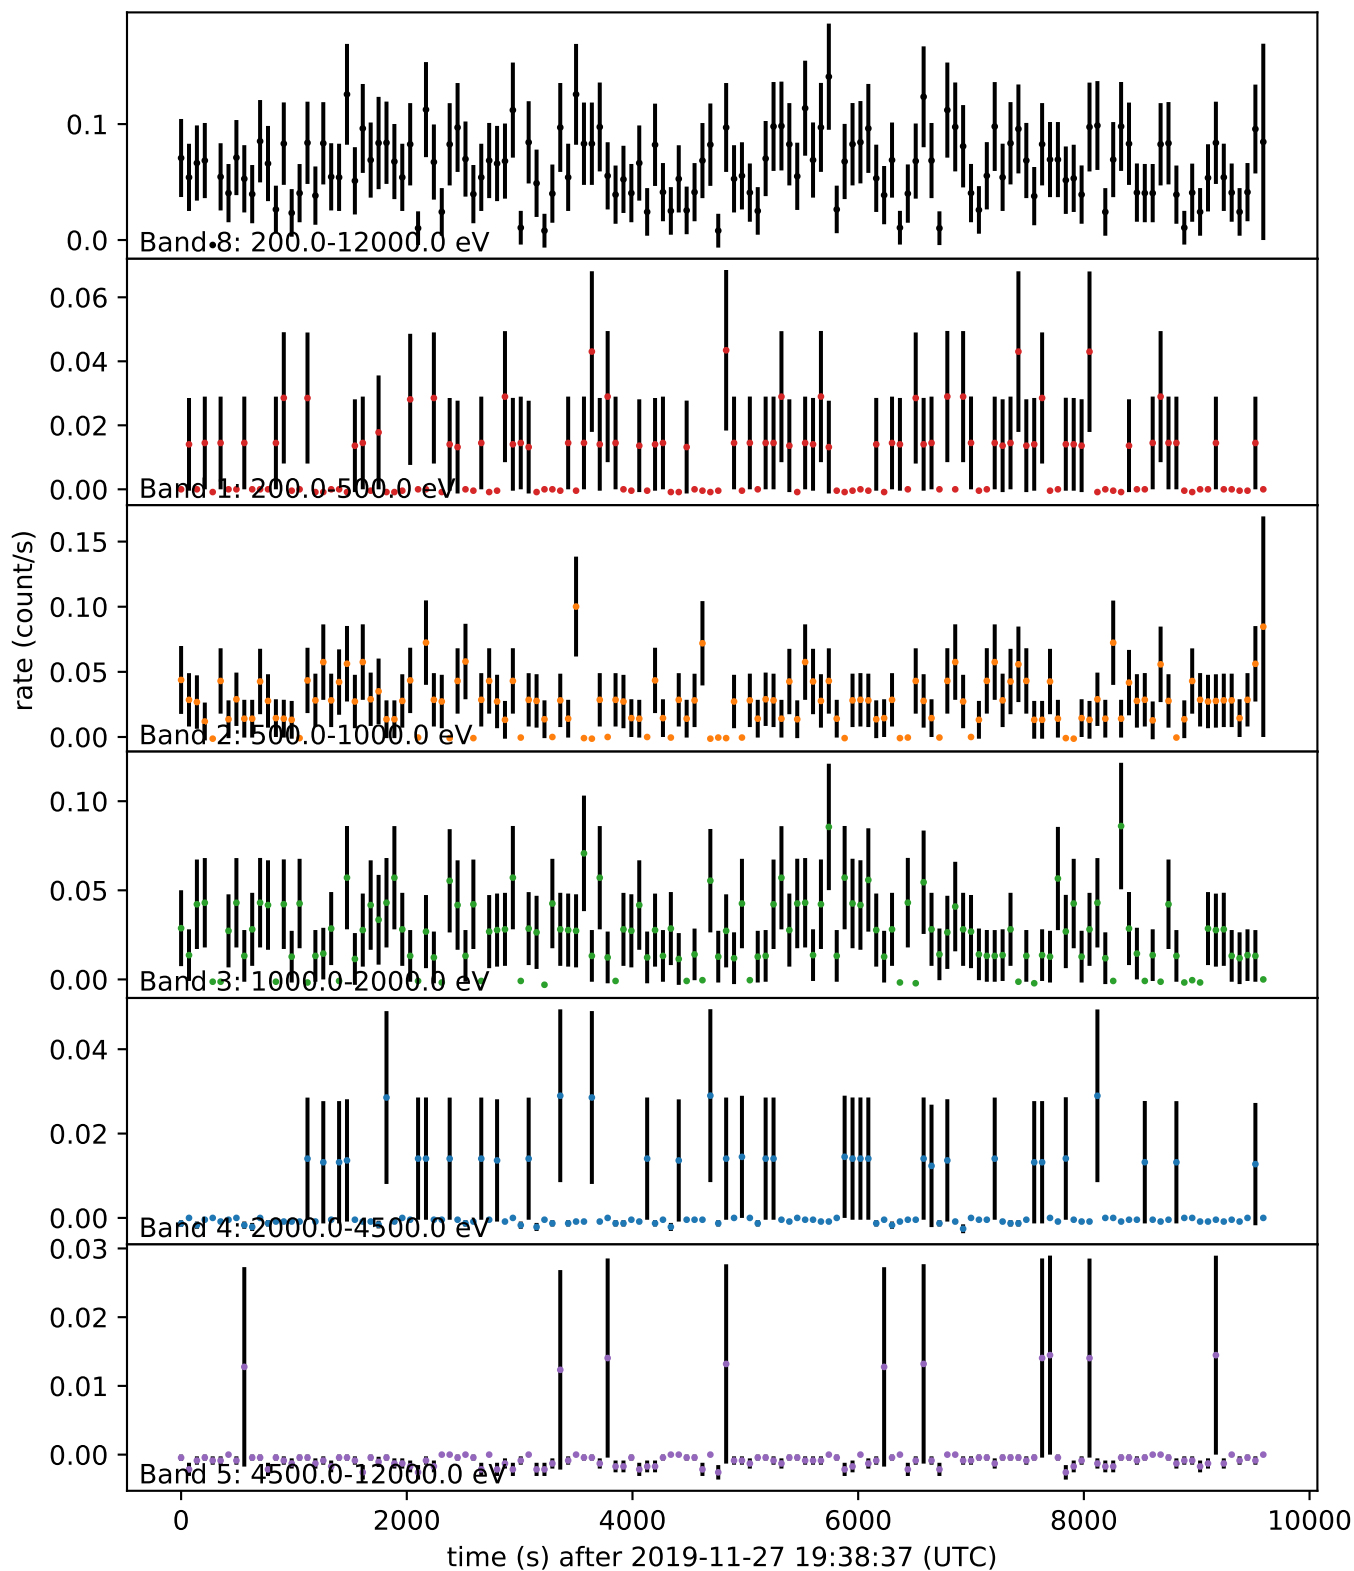 0.1
0.0
Band 8: 200.0-12000.0 eV
0.06
0.04
0.02
0.00
Band 1: 200.0-500.0 eV
rate (count/s)
0.15
0.10
0.05
0.00
Band 2: 500.0-1000.0 eV
0.10
0.05
0.00
Band 3: 1000.0-2000.0 eV
0.04
0.02
0.00
Band 4: 2000.0-4500.0 eV
0.03
0.02
0.01
0.00
Band 5: 4500.0-12000.0 eV
0 2000 4000 6000 8000 10000
time (s) after 2019-11-27 19:38:37 (UTC)